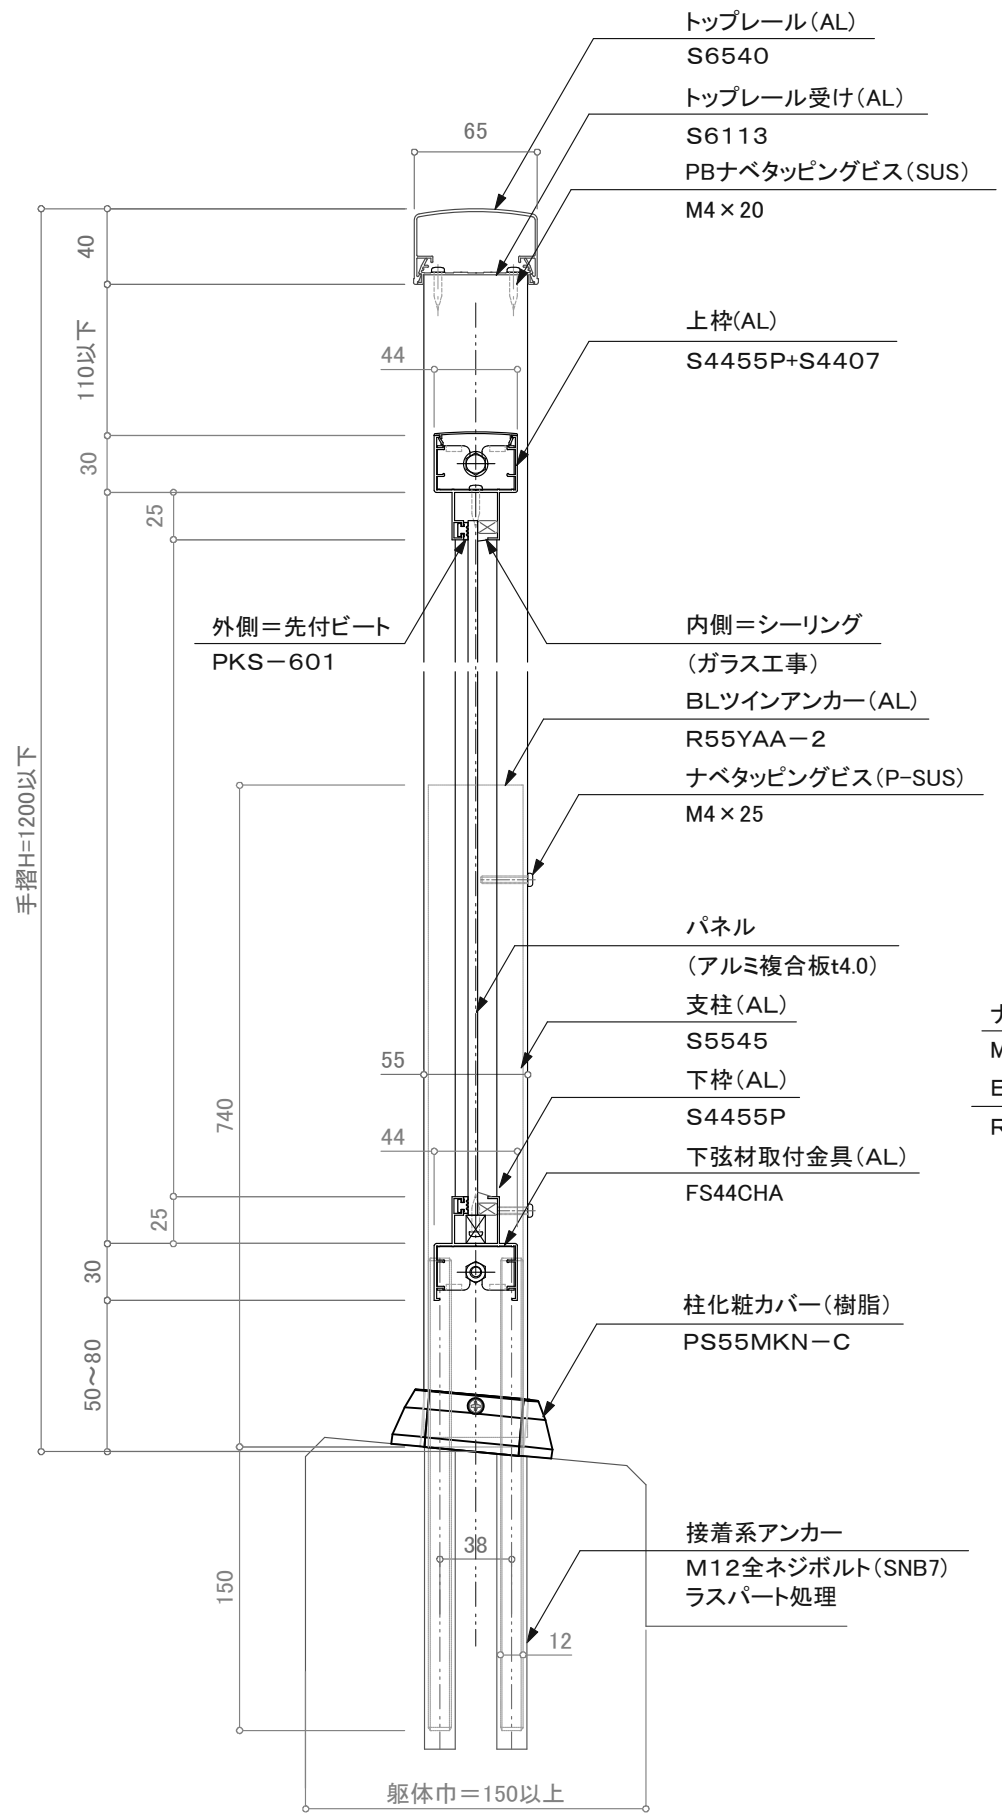 トップレール（AL）
S6540
トップレール受け（AL）
S6113
PBナベタッピングビス（SUS）
M4×20
65
40
110以下
44
上枠(AL)
S4455P+S4407
30
25
外側＝先付ビート
PKS－601
内側＝シーリング
（ガラス工事）
BLツインアンカー（AL）
R55YAA－2
ナベタッピングビス（P-SUS）
M4×25
手摺H=1200以下
パネル
（アルミ複合板t4.0）
支柱（AL）
S5545
55
下枠（AL）
S4455P
740
44
下弦材取付金具（AL）
FS44CHA
25
30
柱化粧カバー（樹脂）
PS55MKN－C
50～80
接着系アンカー
M12全ネジボルト（SNB7）
ラスパート処理
38
150
12
躯体巾＝150以上
ナ
M
E
R